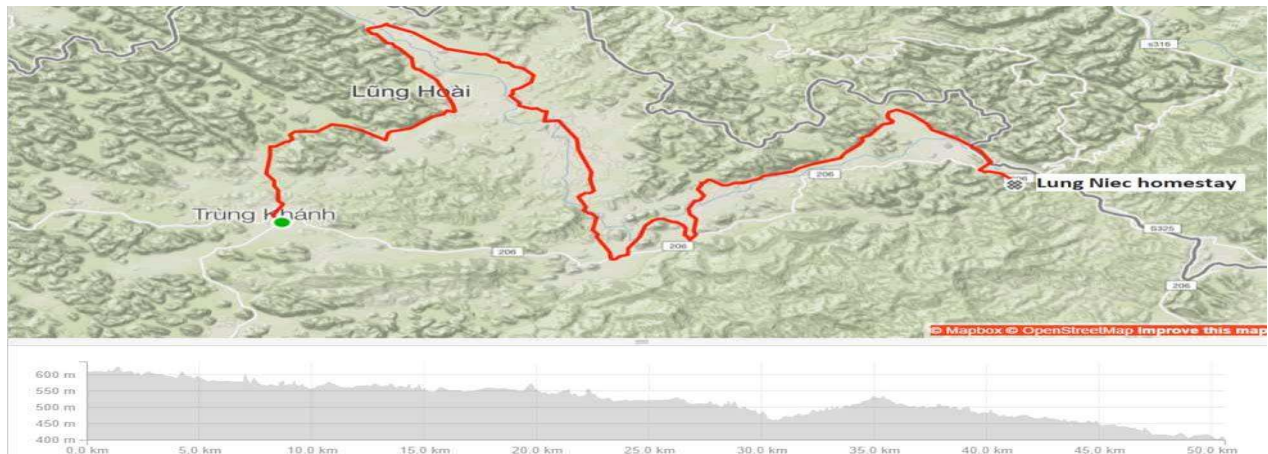 s316
Lũng Hoài
206
Lung Niec homestay
Trùng Khánh
206
206
S325
206
© Mapbox © OpenStreetMap Improve this map
600 m
550 m
500 m
450 m
400 m
0.0 km 5.0 km 10.0 km 15.0 km 20.0 km 25.0 km 30.0 km 35.0 km 40.0 km 45.0 km 50.0 km